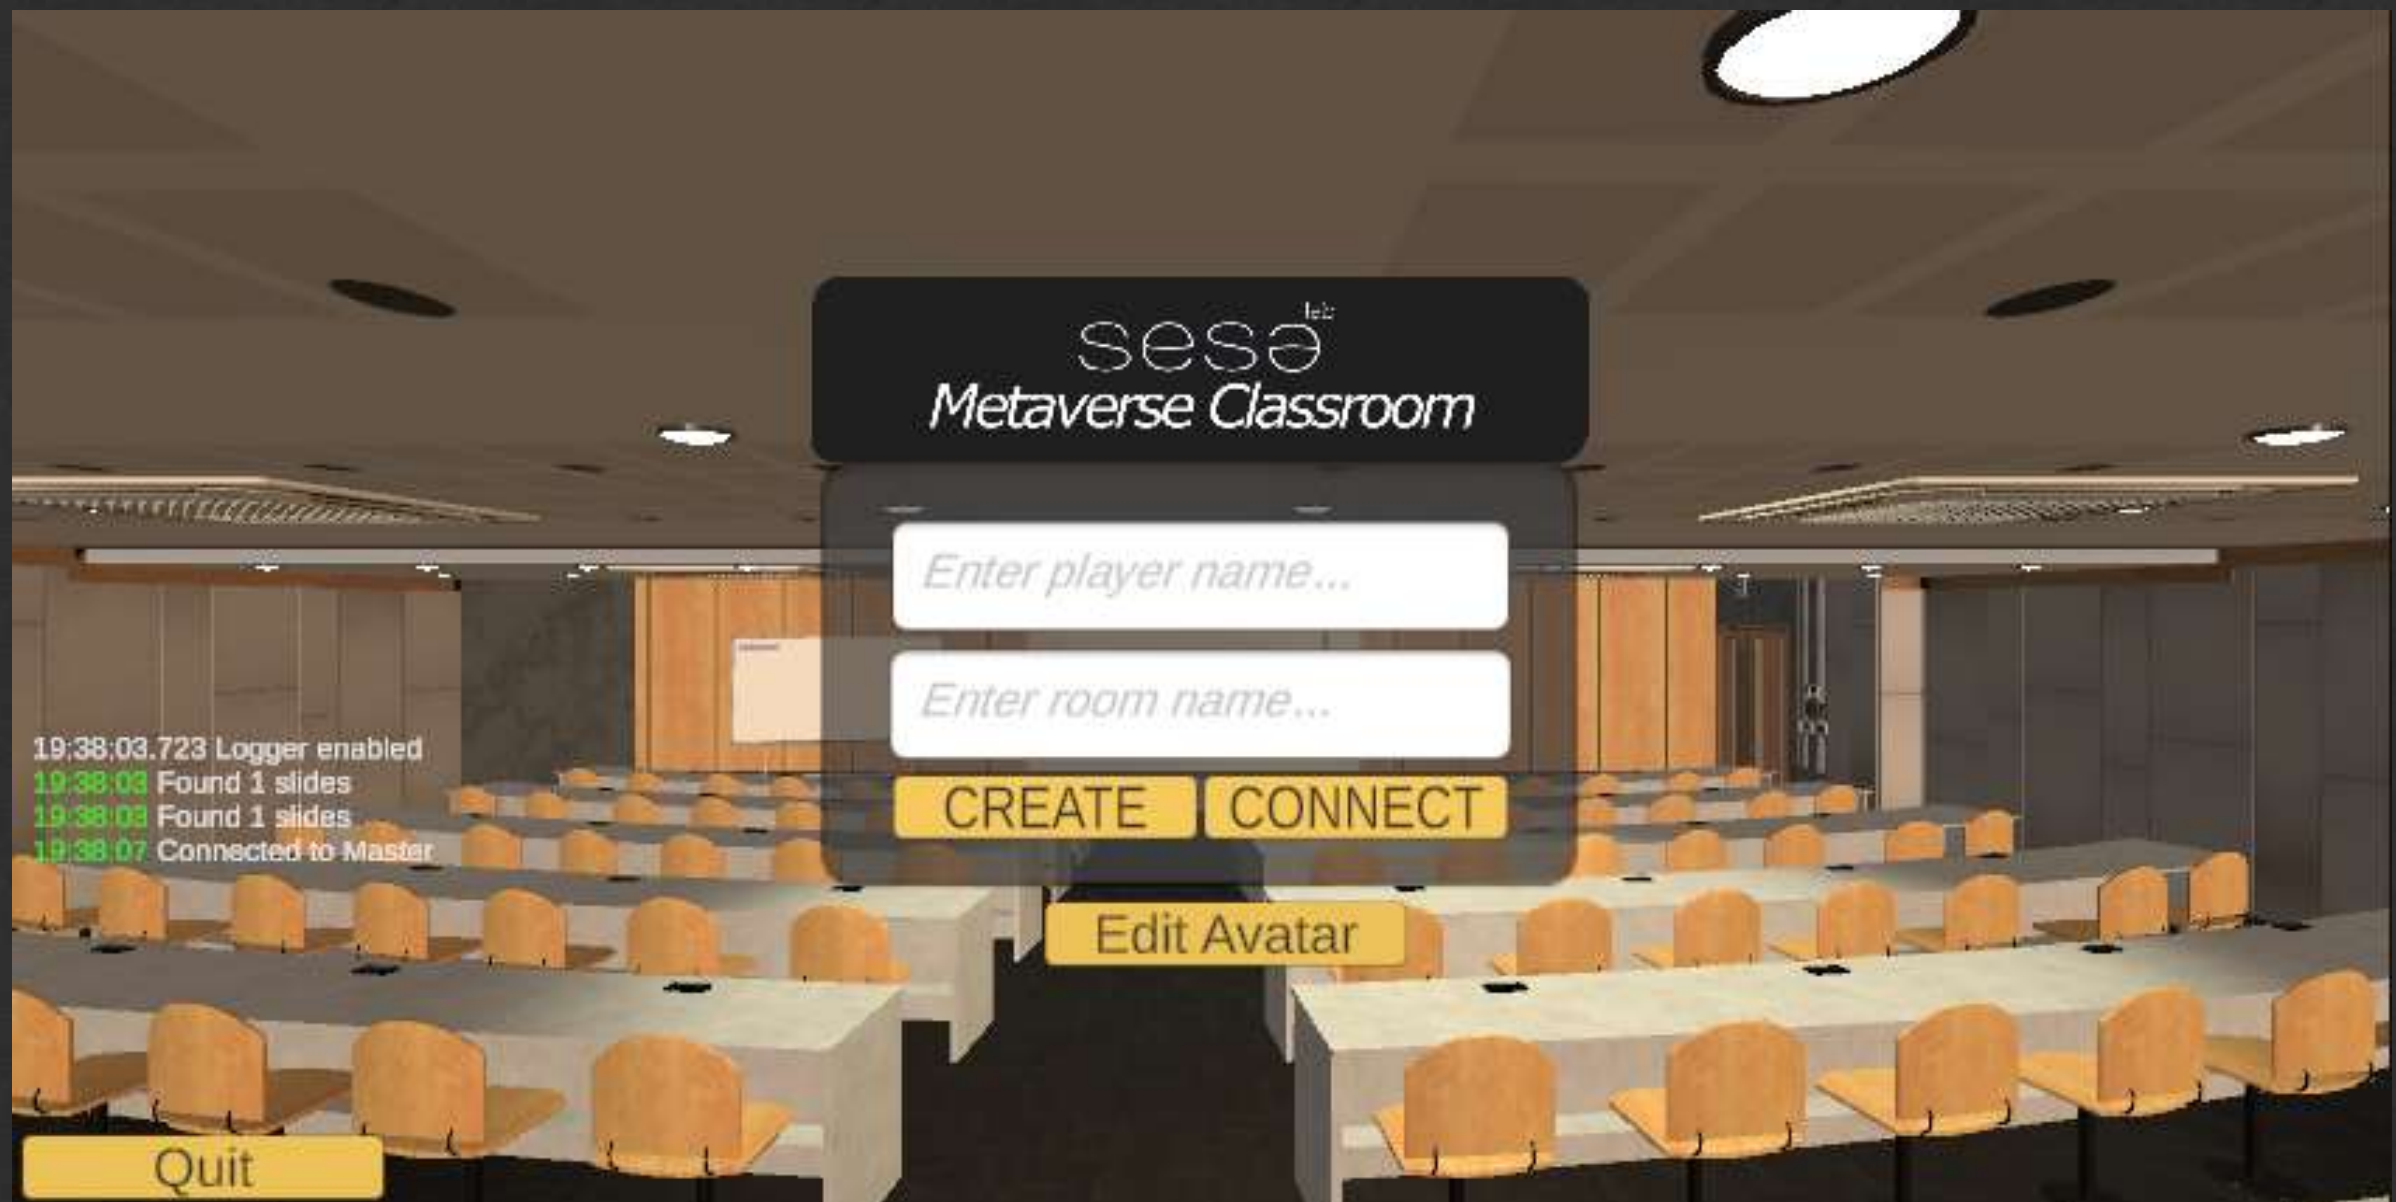 sesə lab
Metaverse Classroom
Enter player name...
Enter room name...
CREATE CONNECT
Edit Avatar
19:38:03.723 Logger enabled
19:38:03 Found 1 slides
19:38:03 Found 1 slides
19:38:07 Connected to Master
Quit